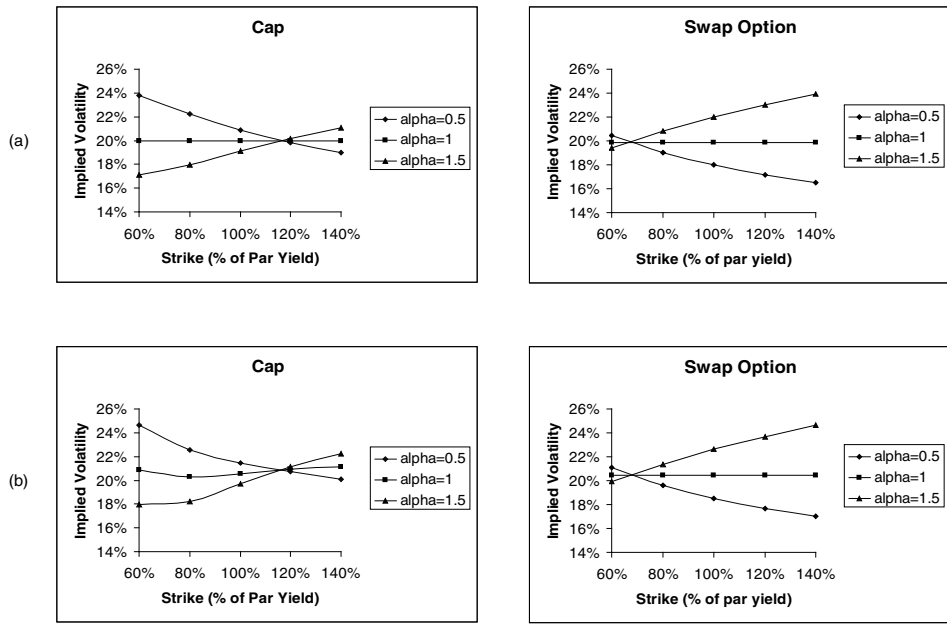 (a)
Cap
Implied Volatility
26%
24%
22%
20%
18%
16%
14%
60% 80% 100% 120% 140%
Strike (% of Par Yield)
alpha=0.5
alpha=1
alpha=1.5
Swap Option
Implied Volatility
26%
24%
22%
20%
18%
16%
14%
60% 80% 100% 120% 140%
Strike (% of par yield)
alpha=0.5
alpha=1
alpha=1.5
(b)
Cap
Implied Volatility
26%
24%
22%
20%
18%
16%
14%
60% 80% 100% 120% 140%
Strike (% of Par Yield)
alpha=0.5
alpha=1
alpha=1.5
Swap Option
Implied Volatility
26%
24%
22%
20%
18%
16%
14%
60% 80% 100% 120% 140%
Strike (% of par yield)
alpha=0.5
alpha=1
alpha=1.5